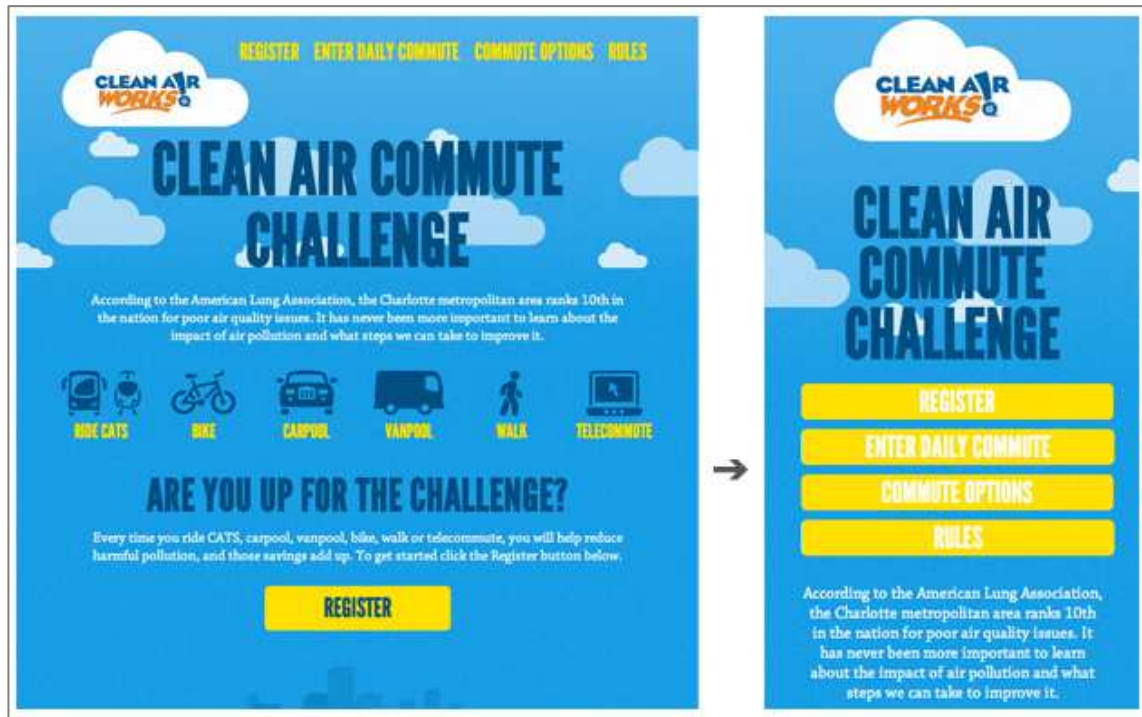 CLEAN AIR
WORKS
REGISTER ENTER DAILY COMMUTE COMMUTE OPTIONS RULES
CLEAN AIR COMMUTE
CHALLENGE
According to the American Lung Association, the Charlotte metropolitan area ranks 10th in
the nation for poor air quality issues. It has never been more important to learn about the
impact of air pollution and what steps we can take to improve it.
RIDE CATS BIKE CARPOOL VANPOOL WALK TELECOMMUTE
ARE YOU UP FOR THE CHALLENGE?
Every time you ride CATS, carpool, vanpool, bike, walk or telecommute, you will help reduce
harmful pollution, and those savings add up. To get started click the Register button below.
REGISTER
CLEAN AIR
WORKS
CLEAN AIR
COMMUTE
CHALLENGE
REGISTER
ENTER DAILY COMMUTE
COMMUTE OPTIONS
RULES
According to the American Lung Association,
the Charlotte metropolitan area ranks 10th
in the nation for poor air quality issues. It
has never been more important to learn
about the impact of air pollution and what
steps we can take to improve it.